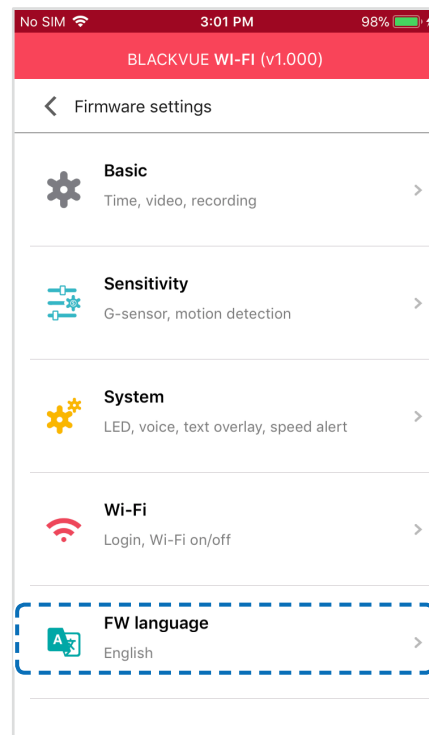 No SIM 3:01 PM 98%
BLACKVUE WI-FI (v1.000)
Firmware settings
Basic
Time, video, recording
Sensitivity
G-sensor, motion detection
System
LED, voice, text overlay, speed alert
Wi-Fi
Login, Wi-Fi on/off
FW language
A 文
English